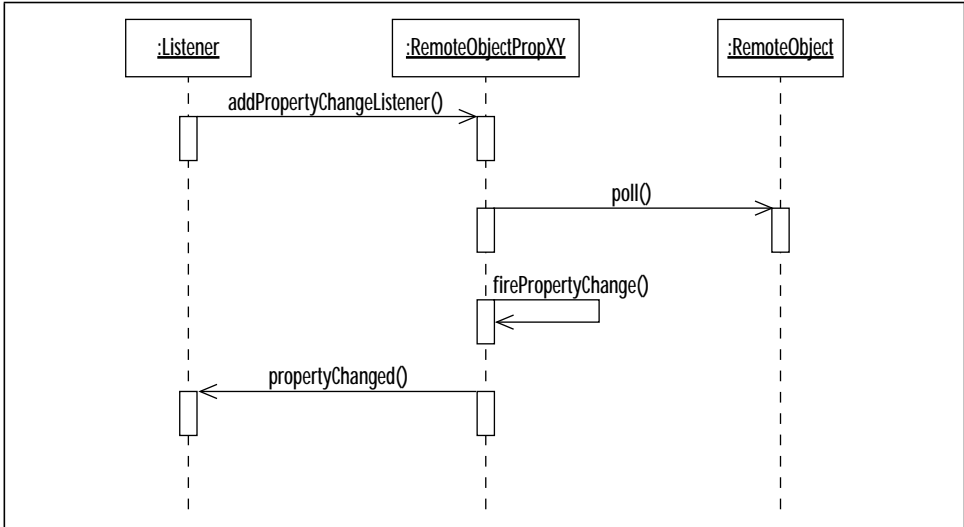 :Listener
:RemoteObjectPropXY
:RemoteObject
addPropertyChangeListener()
poll()
firePropertyChange()
propertyChanged()